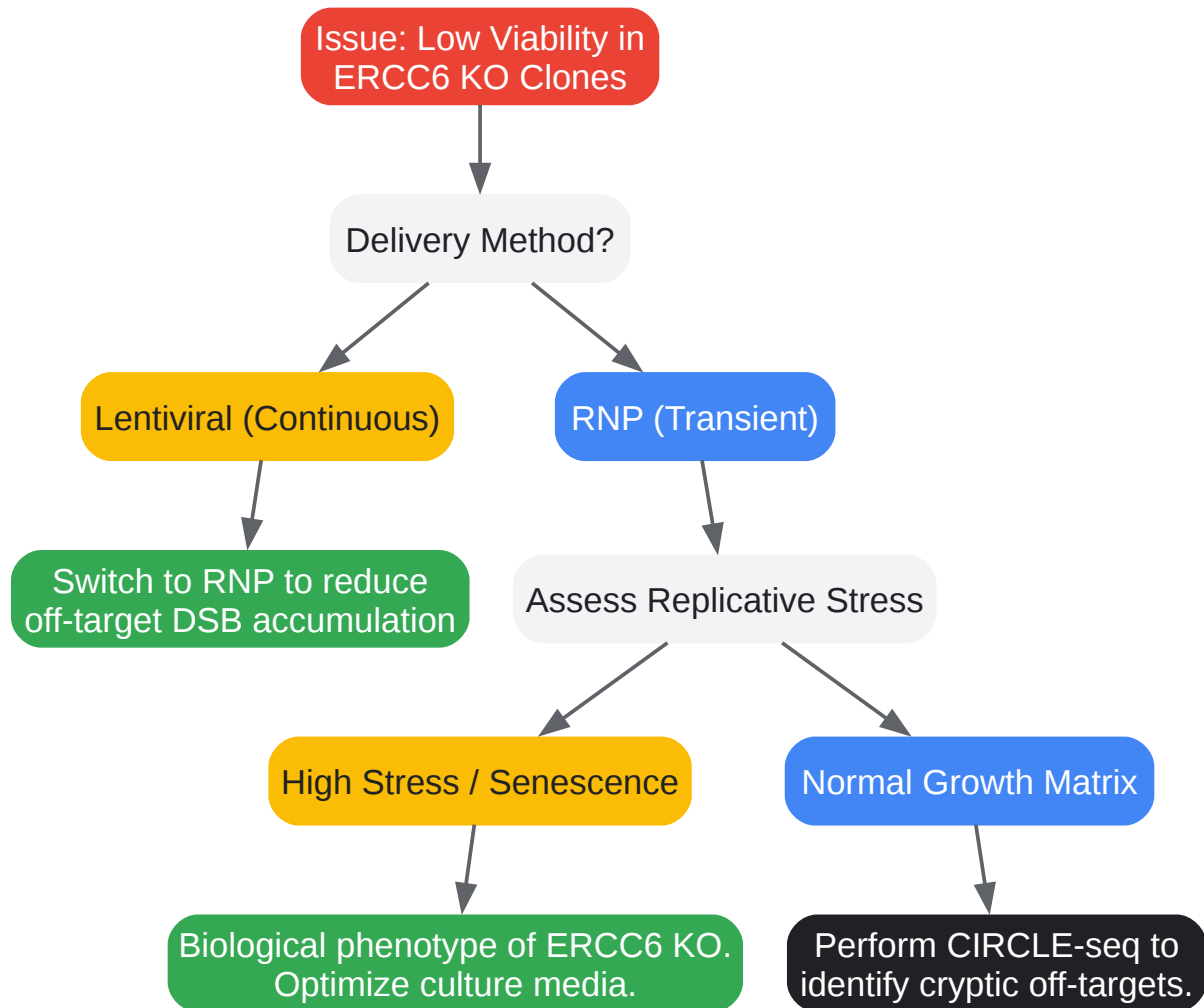 Issue: Low Viability in
ERCC6 KO Clones
Delivery Method?
Lentiviral (Continuous)
RNP (Transient)
Switch to RNP to reduce
off-target DSB accumulation
Assess Replicative Stress
High Stress / Senescence
Normal Growth Matrix
Biological phenotype of ERCC6 KO.
Optimize culture media.
Perform CIRCLE-seq to
identify cryptic off-targets.